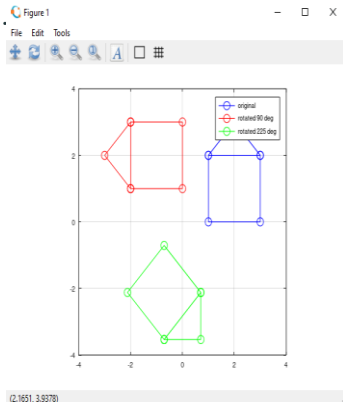 Figure 1
File Edit Tools
A
original
rotated 90 deg
rotated 225 deg
4
2
0
-2
-4
-4 -2 0 2 4
(2.1651, 3.9378)